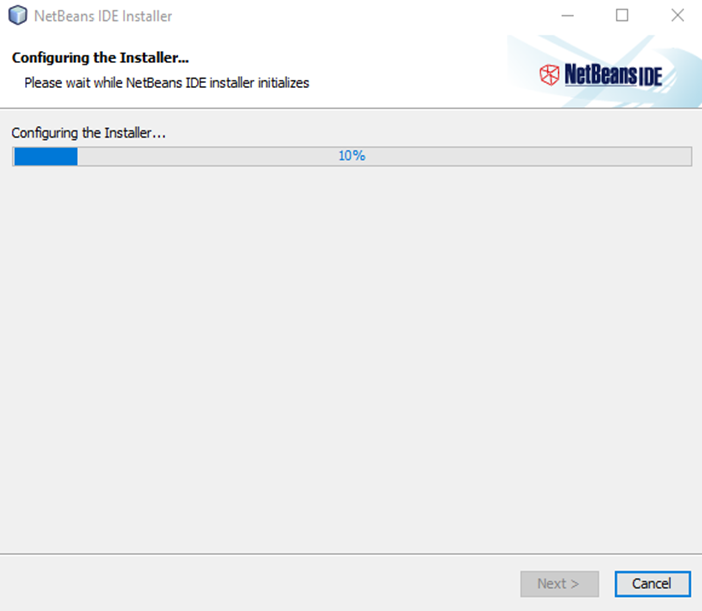 NetBeans IDE Installer
Configuring the Installer...
Please wait while NetBeans IDE installer initializes
NetBeans IDE
Configuring the Installer...
10%
Next >
Cancel